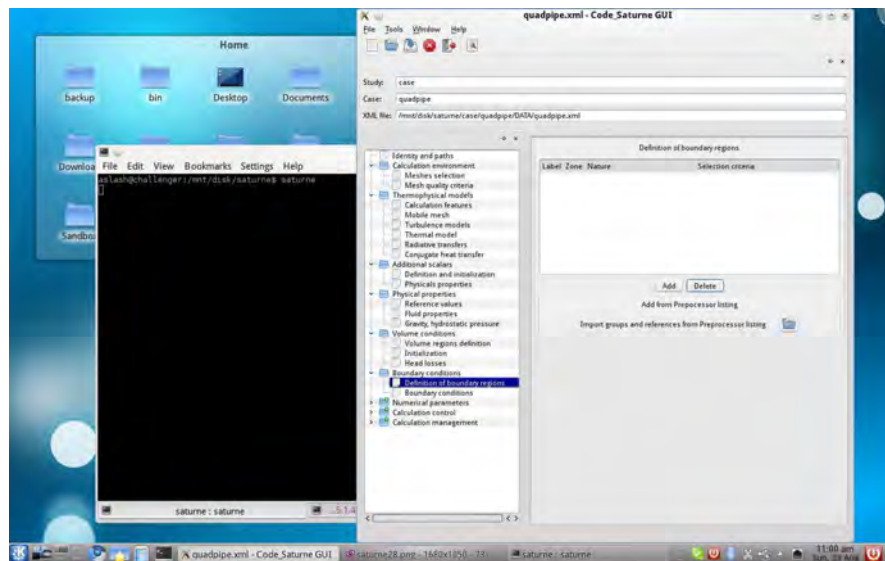 quadpipe.xml - Code_Saturne GUI
File Tools Window Help
Home
backup
bin
Desktop
Documents
Study: case
Case: quadpipe
XML file: /mnt/disk/saturne/case/quadpipe/DATA/quadpipe.xml
Downloa
Sandbo
File Edit View Bookmarks Settings Help
aslash@challenger:/mnt/disk/saturne$ saturne
saturne : saturne
Identity and paths
Calculation environment
Meshes selection
Mesh quality criteria
Thermophysical models
Calculation features
Mobile mesh
Turbulence models
Thermal model
Radiative transfers
Conjugate heat transfer
Additional scalars
Definition and initialization
Physicals properties
Physical properties
Reference values
Fluid properties
Gravity, hydrostatic pressure
Volume conditions
Volume regions definition
Initialization
Head losses
Boundary conditions
Definition of boundary regions
Boundary conditions
Numerical parameters
Calculation control
Calculation management
Definition of boundary regions
Label Zone Nature Selection criteria
Add Delete
Add from Prepocessor listing
Import groups and references from Preprocessor listing
quadpipe.xml - Code_Saturne GUI
saturne28.png - 1680x1050 - 73
saturne : saturne
11:00 am